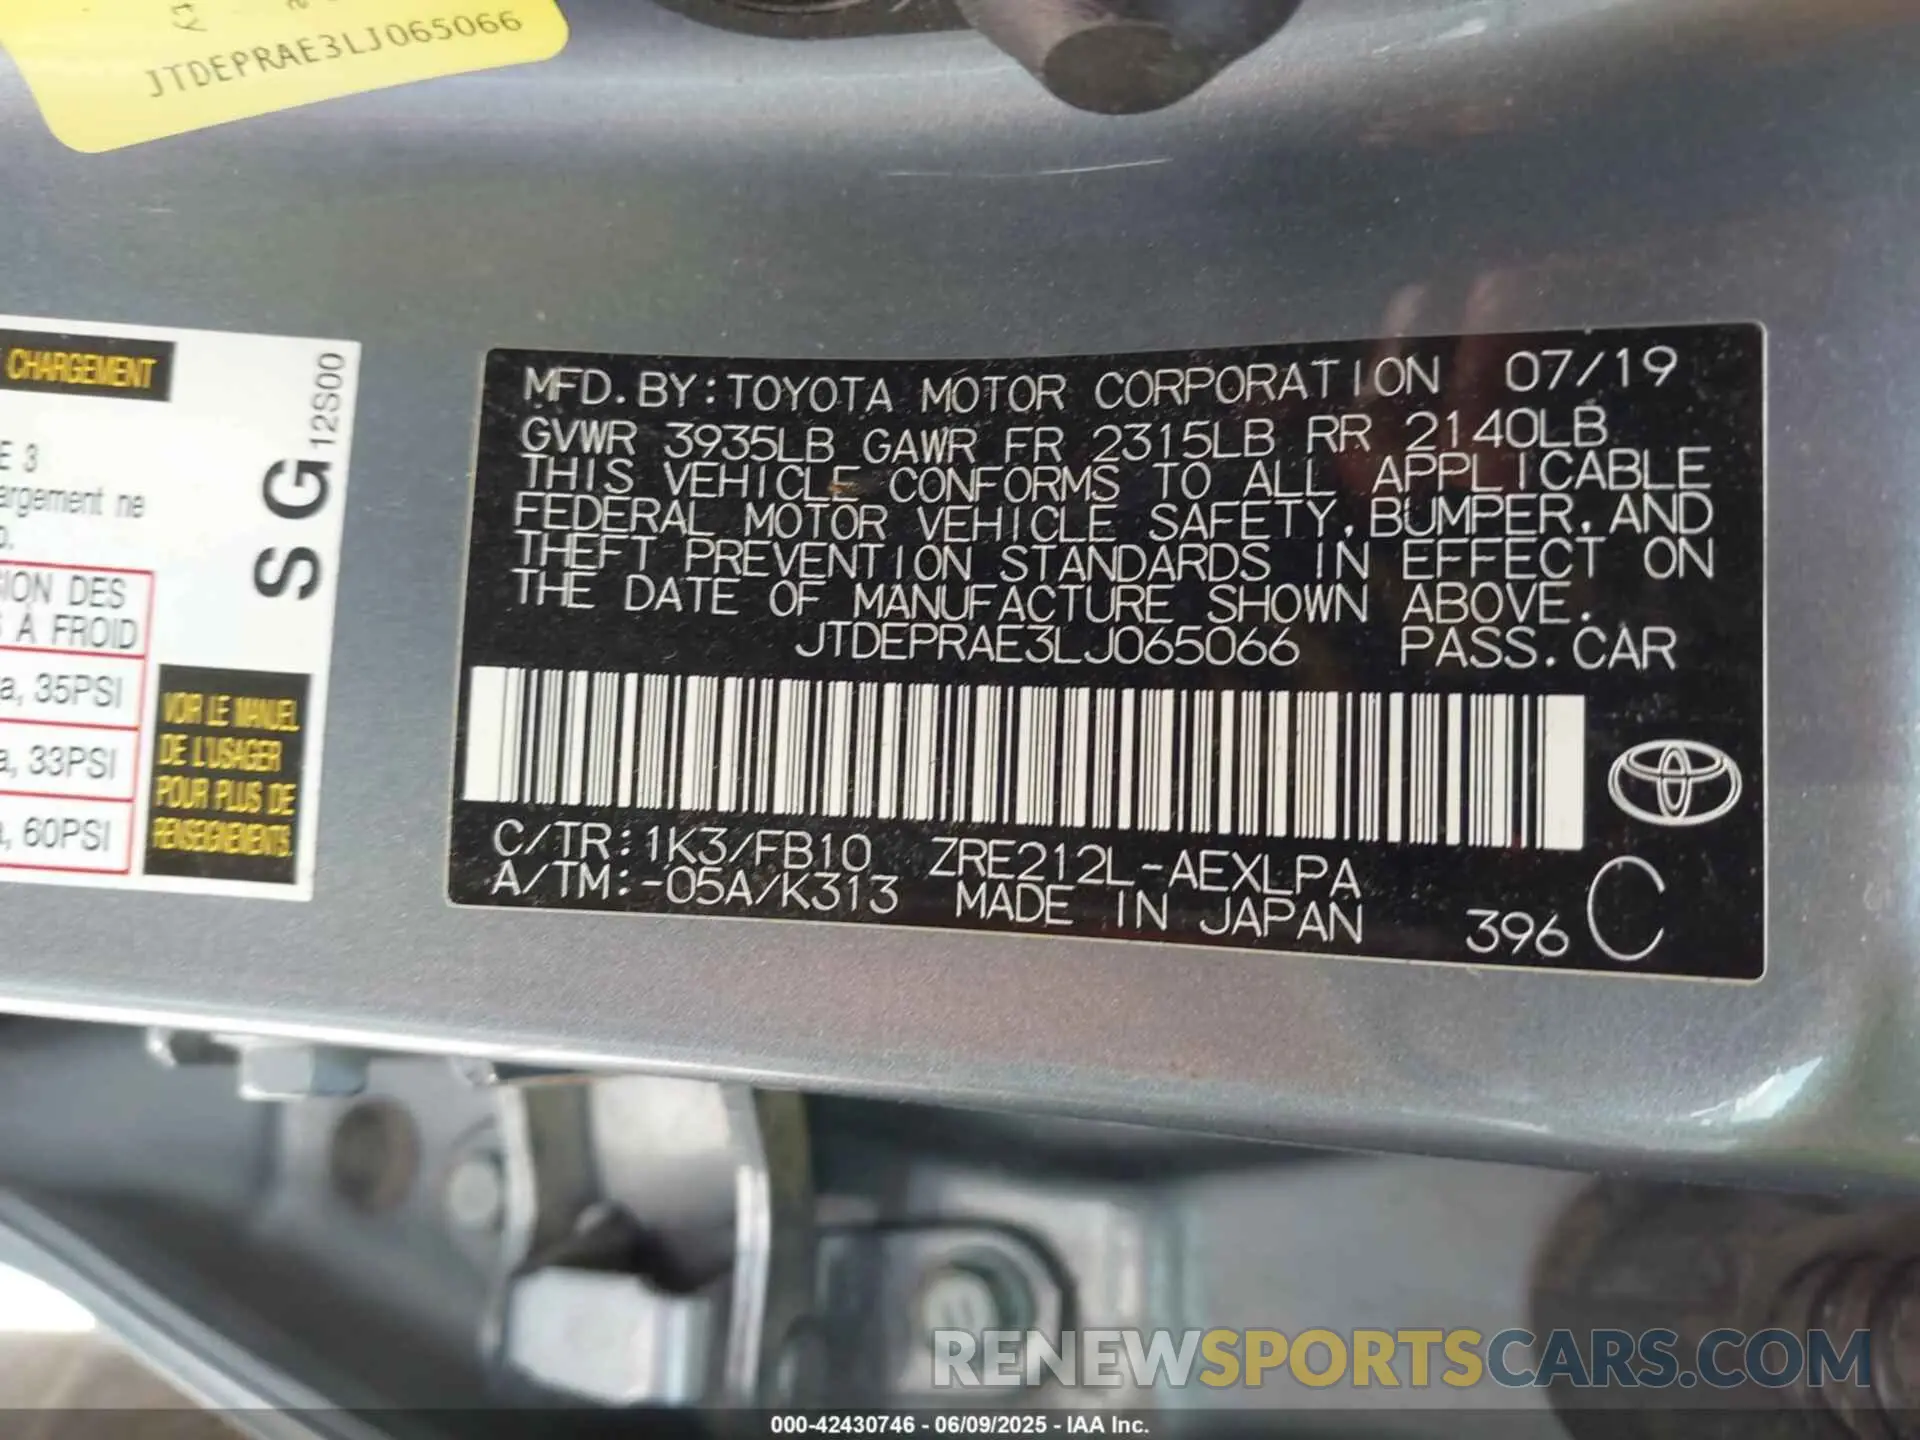 JTDEPRAE3LJ065066
CHARGEMENT
E 3
argement ne
SION DES
À FROID
a, 35PSI
a, 33PSI
a, 60PSI
SG
12S00
VOIR LE MANUEL
DE L'USAGER
POUR PLUS DE
RENSEIGNEMENTS.
MFD. BY: TOYOTA MOTOR CORPORATION 07/19
GVWR 3935LB GAWR FR 2315LB RR 2140LB
THIS VEHICLE CONFORMS TO ALL APPLICABLE
FEDERAL MOTOR VEHICLE SAFETY, BUMPER, AND
THEFT PREVENTION STANDARDS IN EFFECT ON
THE DATE OF MANUFACTURE SHOWN ABOVE.
JTDEPRAE3LJ065066 PASS. CAR
C/TR: 1K3/FB10 ZRE212L-AEXLPA
A/TM: -05A/K313 MADE IN JAPAN 396 C
RENEWSPORTSCARS.COM
000-42430746 - 06/09/2025 - IAA Inc.